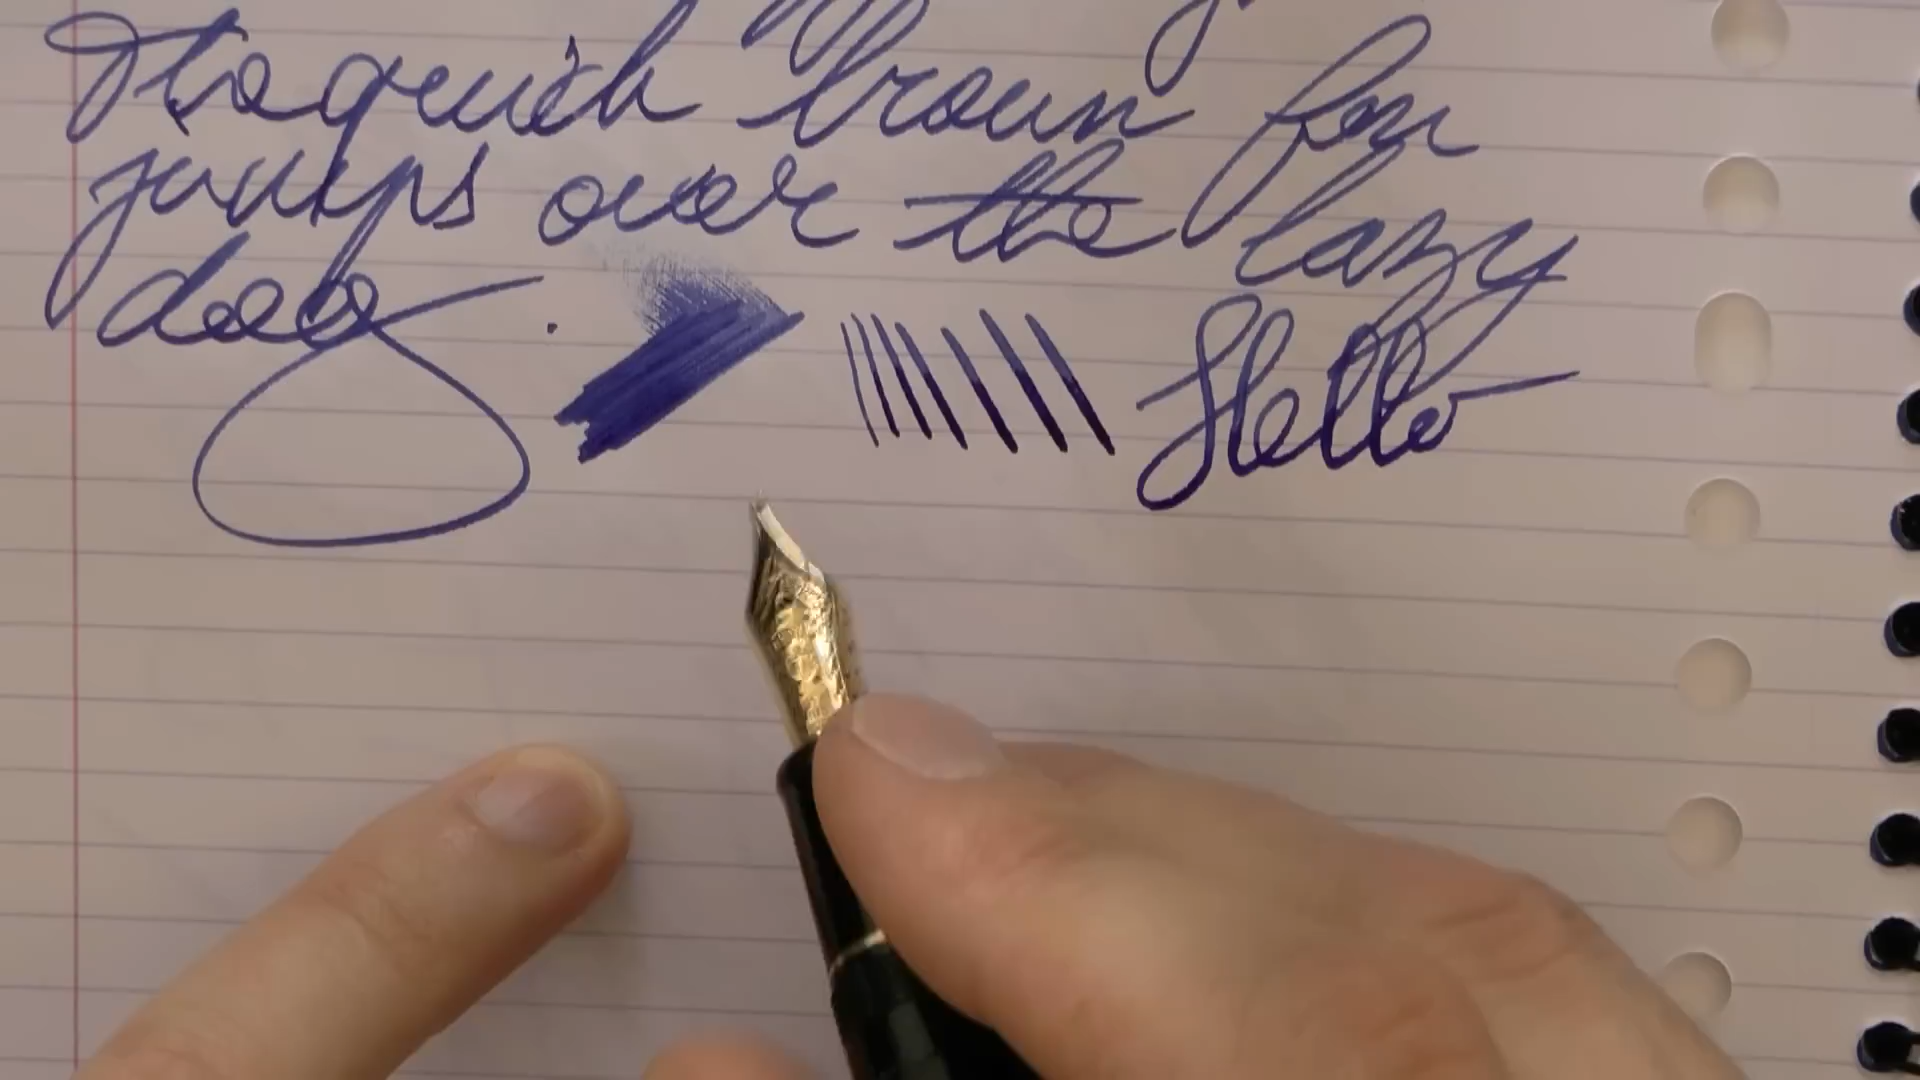 The quick brown fox
jumps over the lazy
dog.
Hello